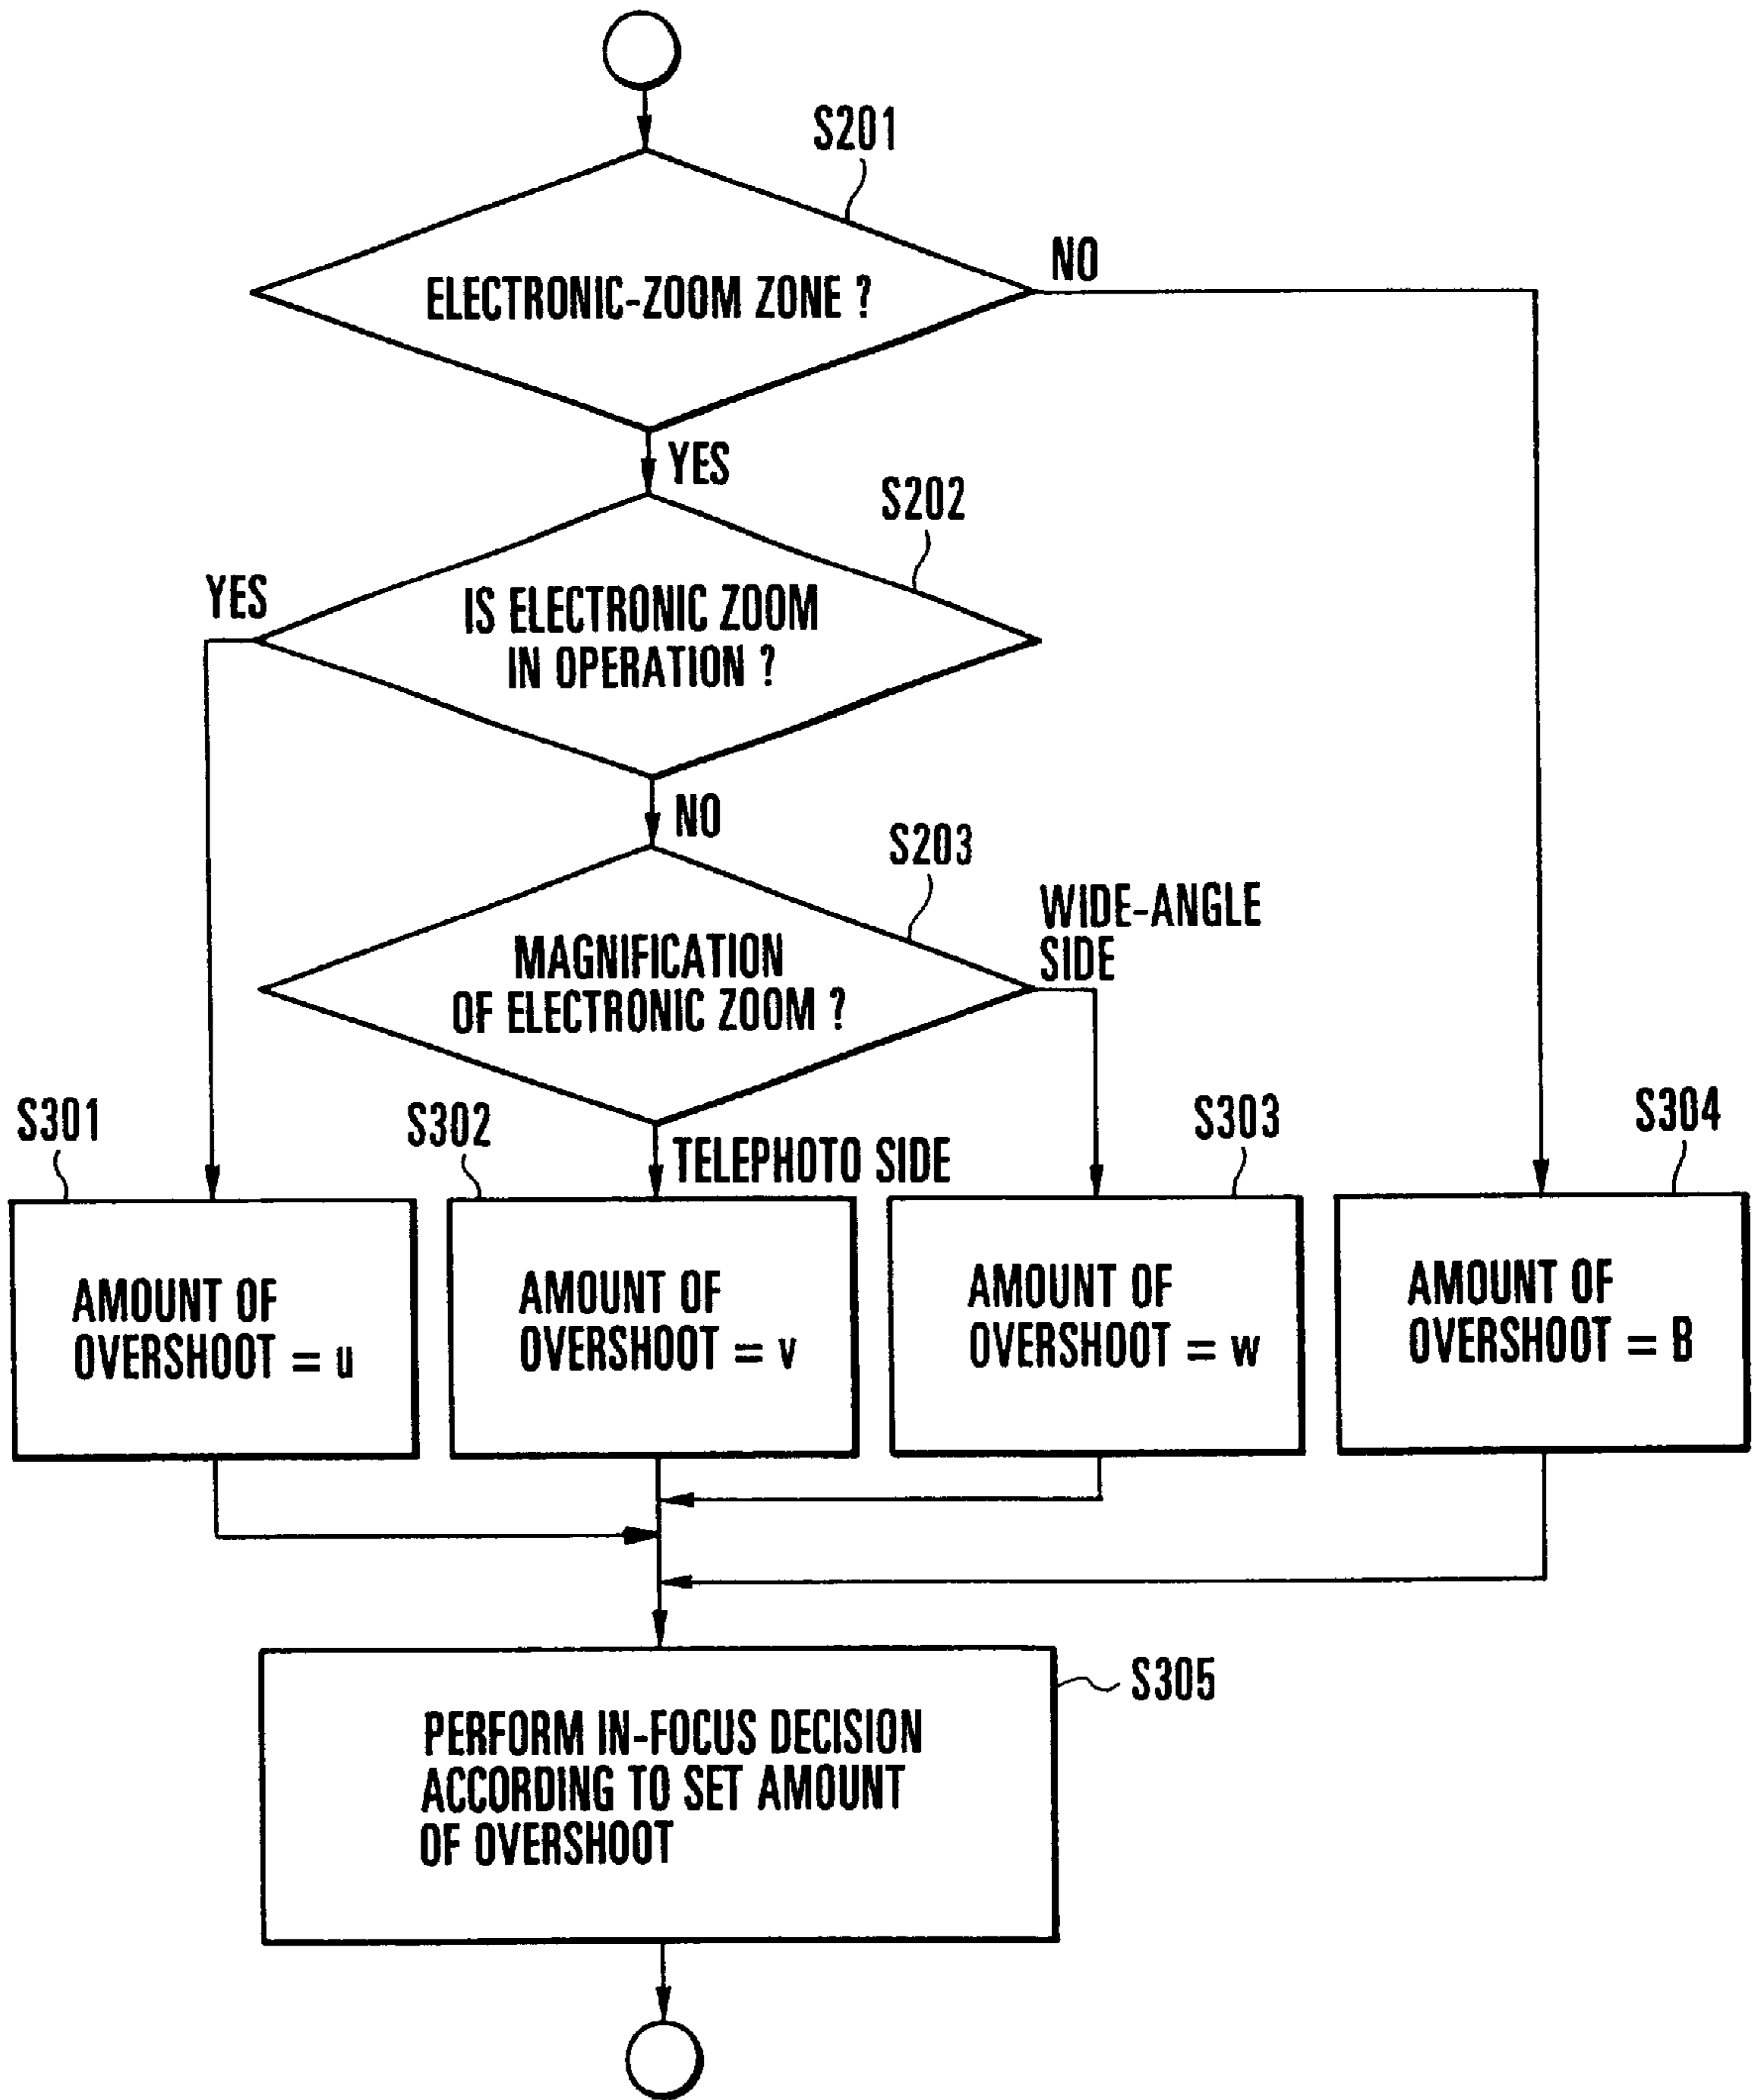 S201
ELECTRONIC-ZOOM ZONE ?
NO
YES
S202
YES
IS ELECTRONIC ZOOM
IN OPERATION ?
NO
S203
WIDE-ANGLE
SIDE
MAGNIFICATION
OF ELECTRONIC ZOOM ?
S301
S302
TELEPHOTO SIDE
S303
S304
AMOUNT OF
OVERSHOOT = u
AMOUNT OF
OVERSHOOT = v
AMOUNT OF
OVERSHOOT = w
AMOUNT OF
OVERSHOOT = B
S305
PERFORM IN-FOCUS DECISION
ACCORDING TO SET AMOUNT
OF OVERSHOOT